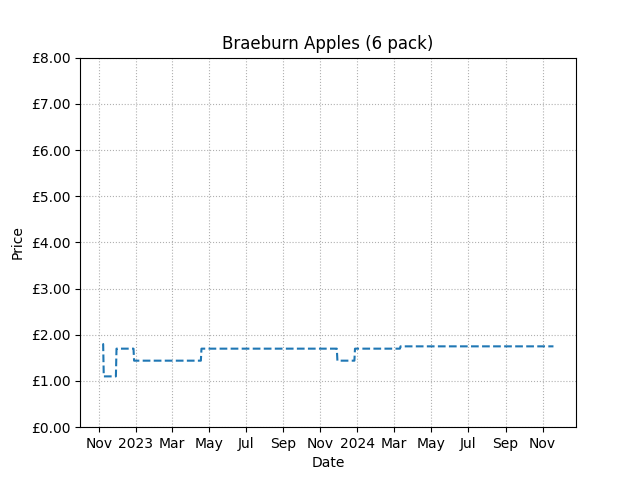 Braeburn Apples (6 pack)
£8.00
£7.00
£6.00
£5.00
£4.00
£3.00
£2.00
£1.00
£0.00
Price
Nov 2023 Mar May Jul Sep Nov 2024 Mar May Jul Sep Nov
Date